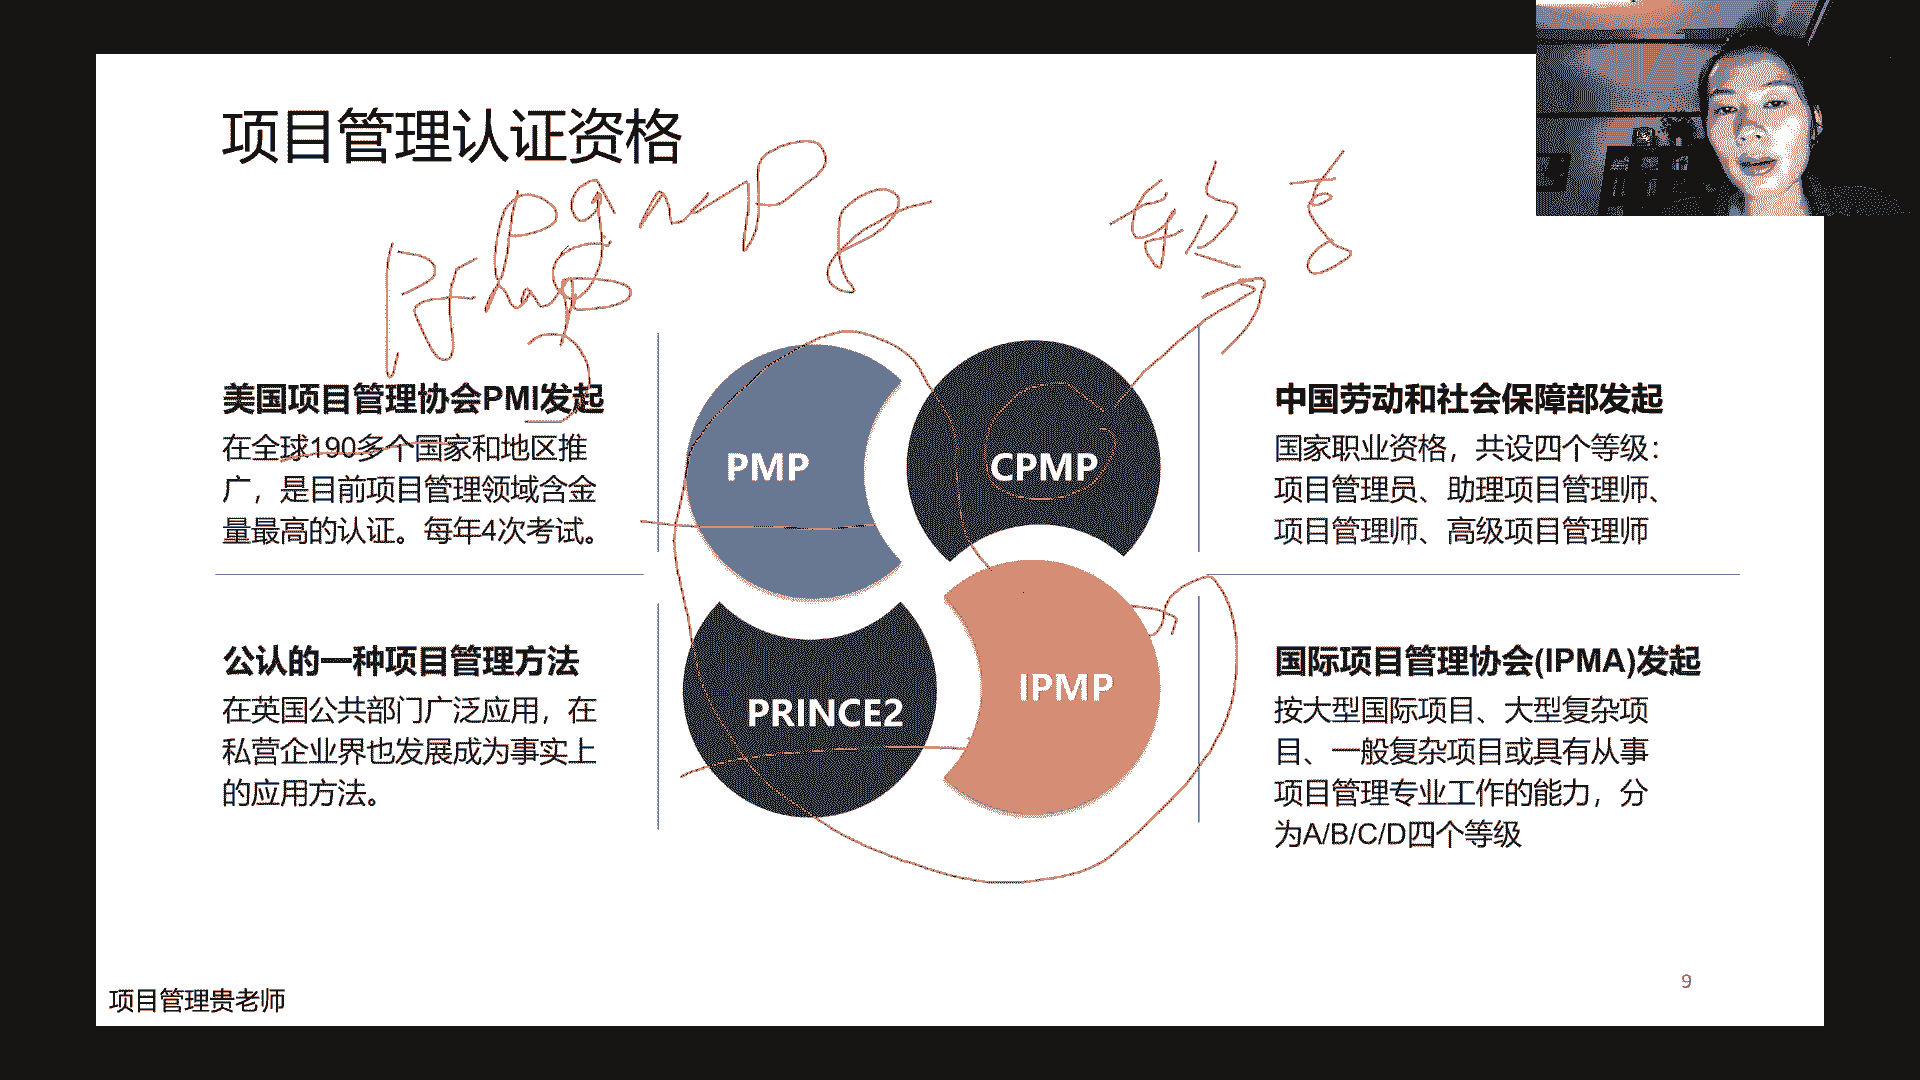 项目管理认证资格
PgMP
PfMP
软考
美国项目管理协会PMI发起
在全球190多个国家和地区推
广，是目前项目管理领域含金
量最高的认证。每年4次考试。
PMP
CPMP
中国劳动和社会保障部发起
国家职业资格，共设四个等级：
项目管理员、助理项目管理师、
项目管理师、高级项目管理师
公认的一种项目管理方法
在英国公共部门广泛应用，在
私营企业界也发展成为事实上
的应用方法。
PRINCE2
IPMP
国际项目管理协会(IPMA)发起
按大型国际项目、大型复杂项
目、一般复杂项目或具有从事
项目管理专业工作的能力，分
为A/B/C/D四个等级
9
项目管理贵老师